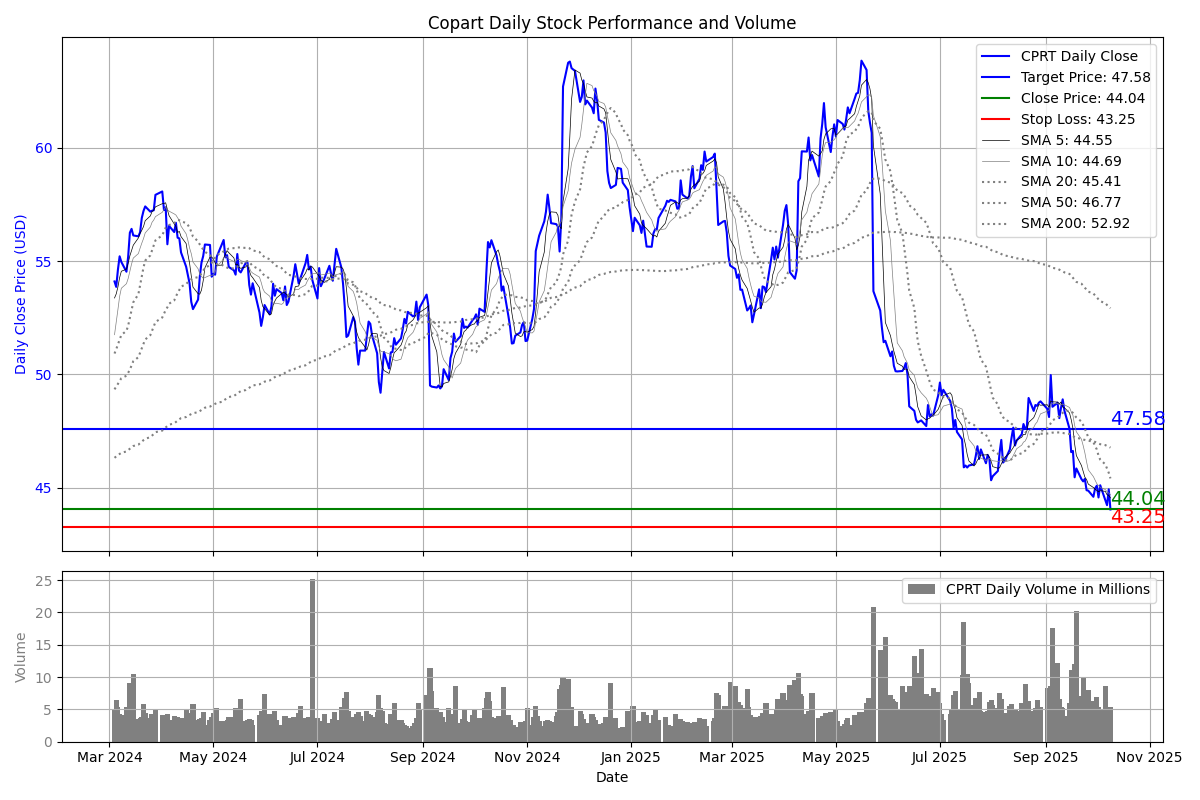 Copart Daily Stock Performance and Volume
CPRT Daily Close
Target Price: 47.58
Close Price: 44.04
Stop Loss: 43.25
SMA 5: 44.55
SMA 10: 44.69
SMA 20: 45.41
SMA 50: 46.77
SMA 200: 52.92
Daily Close Price (USD)
60
55
50
45
47.58
44.04
43.25
CPRT Daily Volume in Millions
Volume
25
20
15
10
5
0
Mar 2024 May 2024 Jul 2024 Sep 2024 Nov 2024 Jan 2025 Mar 2025 May 2025 Jul 2025 Sep 2025 Nov 2025
Date